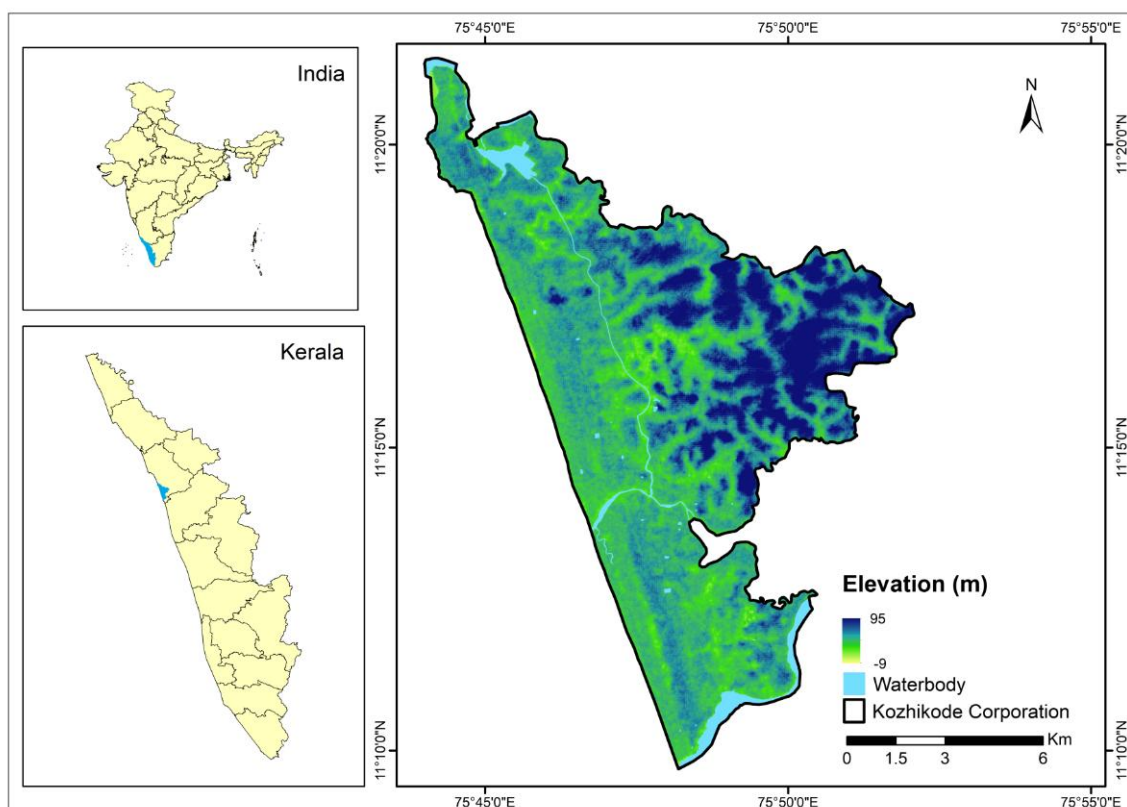 India
Kerala
75°45'0"E
75°50'0"E
75°55'0"E
11°20'0"N
11°20'0"N
N
11°15'0"N
11°15'0"N
Elevation (m)
95
-9
Waterbody
Kozhikode Corporation
Km
0 1.5 3 6
11°10'0"N
11°10'0"N
75°45'0"E
75°50'0"E
75°55'0"E